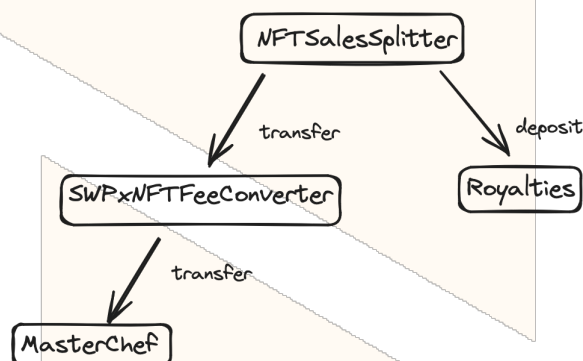 NFTSalesSplitter
transfer
deposit
SWPxNFTFeeConverter
Royalties
transfer
MasterChef